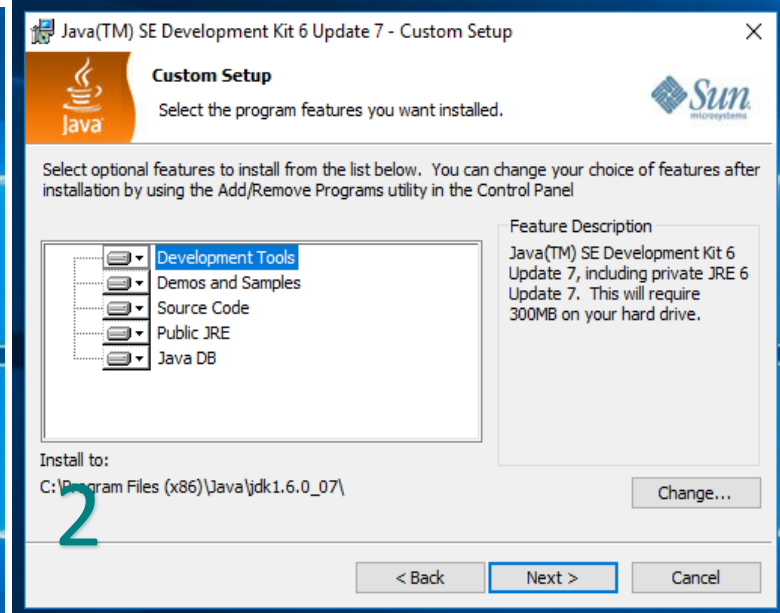 Java(TM) SE Development Kit 6 Update 7 - Custom Setup
Java
Custom Setup
Select the program features you want installed.
Sun
microsystems
Select optional features to install from the list below. You can change your choice of features after
installation by using the Add/Remove Programs utility in the Control Panel
Development Tools
Demos and Samples
Source Code
Public JRE
Java DB
Feature Description
Java(TM) SE Development Kit 6
Update 7, including private JRE 6
Update 7. This will require
300MB on your hard drive.
Install to:
C:\Program Files (x86)\Java\jdk1.6.0_07\
Change...
2
< Back
Next >
Cancel